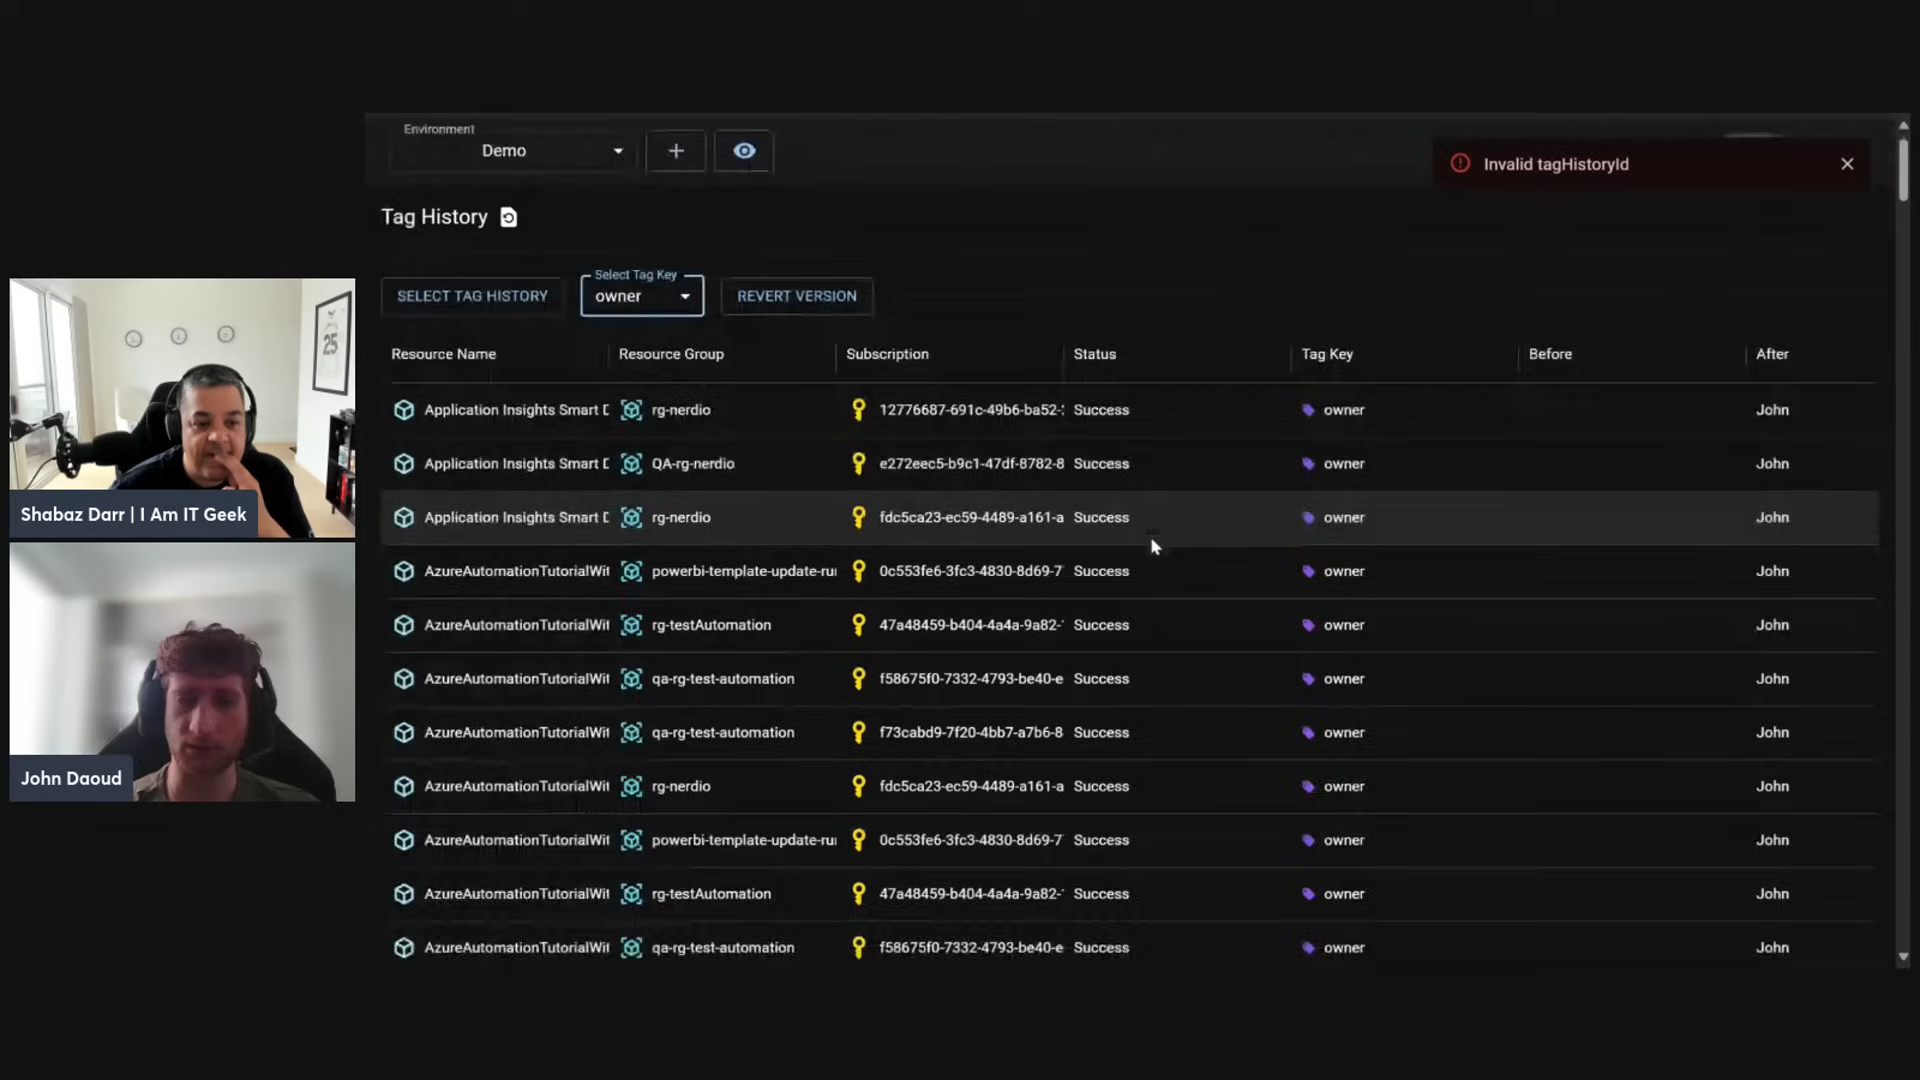 Environment
Demo
Invalid tagHistoryId
Tag History
SELECT TAG HISTORY
Select Tag Key
owner
REVERT VERSION
Resource Name Resource Group Subscription Status Tag Key Before After
Application Insights Smart D rg-nerdio 12776687-691c-49b6-ba52- Success owner John
Application Insights Smart D QA-rg-nerdio e272eec5-b9c1-47df-8782-8 Success owner John
Application Insights Smart D rg-nerdio fdc5ca23-ec59-4489-a161-a Success owner John
AzureAutomationTutorialWit powerbi-template-update-ru 0c553fe6-3fc3-4830-8d69-7 Success owner John
AzureAutomationTutorialWit rg-testAutomation 47a48459-b404-4a4a-9a82- Success owner John
AzureAutomationTutorialWit qa-rg-test-automation f58675f0-7332-4793-be40-e Success owner John
AzureAutomationTutorialWit qa-rg-test-automation f73cabd9-7f20-4bb7-a7b6-8 Success owner John
AzureAutomationTutorialWit rg-nerdio fdc5ca23-ec59-4489-a161-a Success owner John
AzureAutomationTutorialWit powerbi-template-update-ru 0c553fe6-3fc3-4830-8d69-7 Success owner John
AzureAutomationTutorialWit rg-testAutomation 47a48459-b404-4a4a-9a82- Success owner John
AzureAutomationTutorialWit qa-rg-test-automation f58675f0-7332-4793-be40-e Success owner John
25
Shabaz Darr | I Am IT Geek
John Daoud